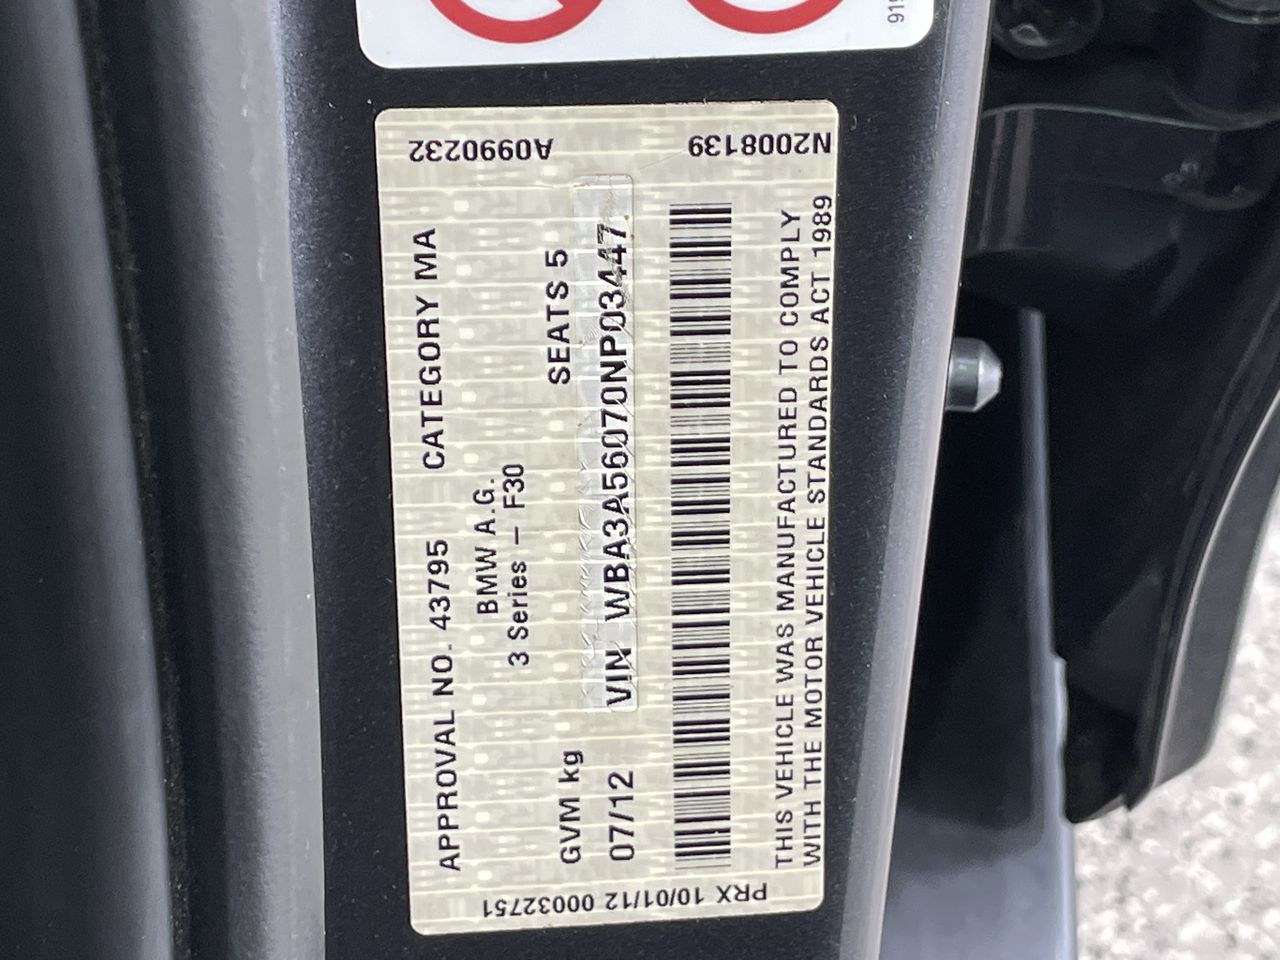 APPROVAL NO. 43795 CATEGORY MA
BMW A.G.
3 Series - F30
GVM kg SEATS 5
07/12 VIN WBA3A56070NP03447
THIS VEHICLE WAS MANUFACTURED TO COMPLY
WITH THE MOTOR VEHICLE STANDARDS ACT 1989
A0990232
N2008139
PRX 10/01/12 00032751